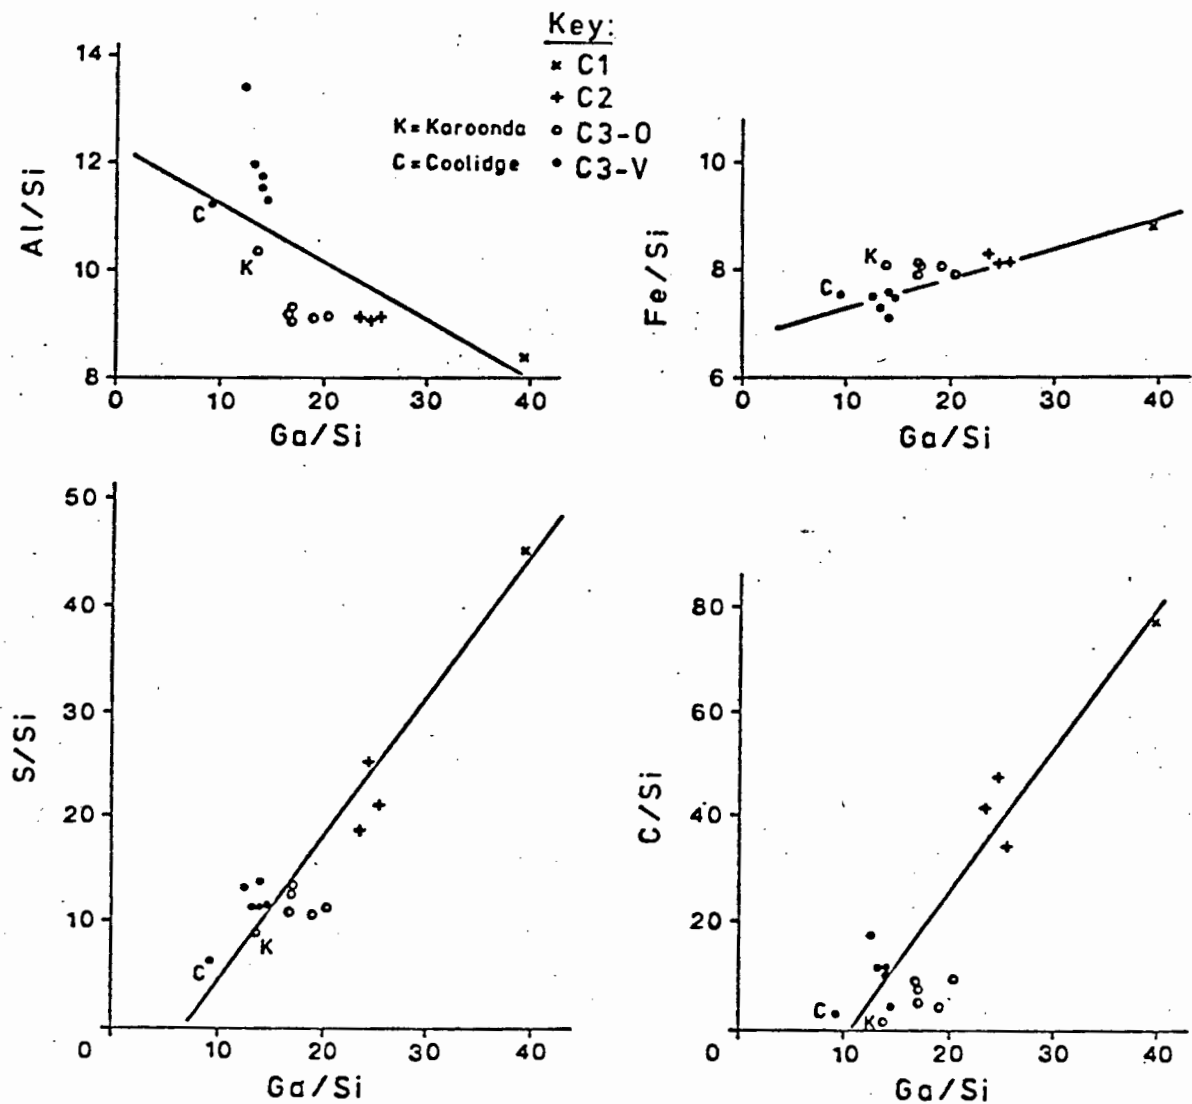 Key:
× C1
+ C2
K = Karoonda ○ C3-O
C = Coolidge • C3-V
14
12
10
8
Al/Si
C
K
0 10 20 30 40
Ga/Si
10
8
6
Fe/Si
K
C
0 10 20 30 40
Ga/Si
50
40
30
20
10
0
S/Si
C
K
10 20 30 40
Ga/Si
80
60
40
20
0
C/Si
C
K
10 20 30 40
Ga/Si